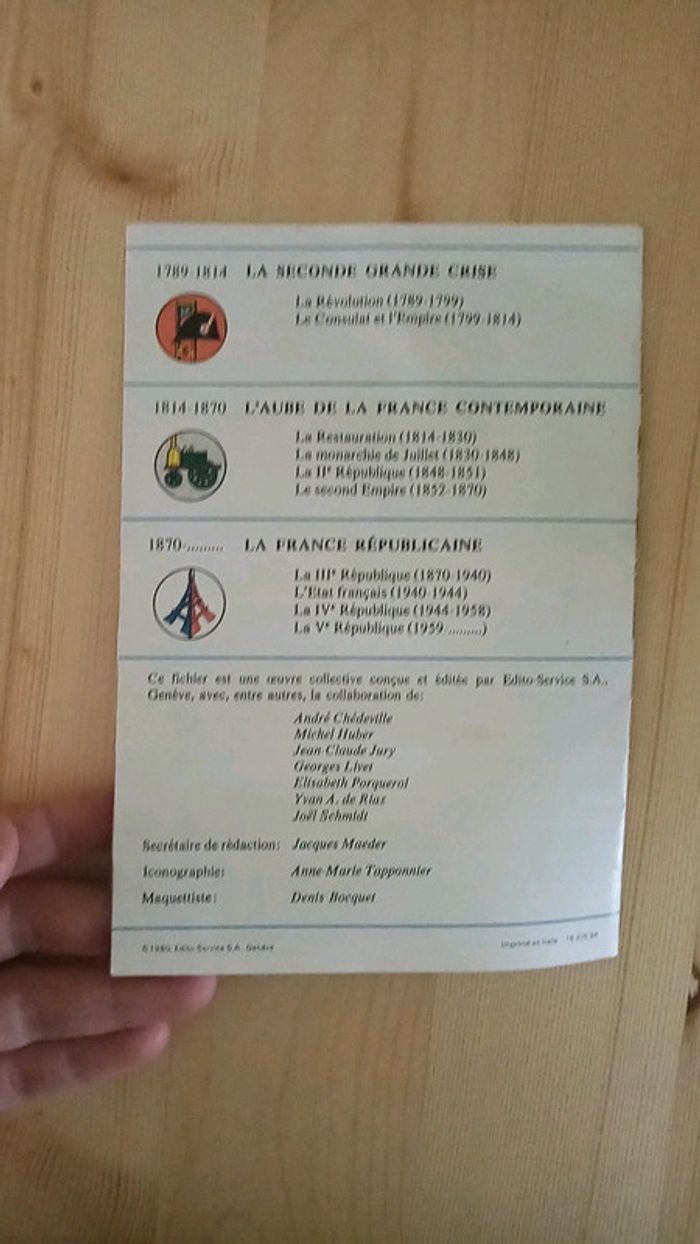 1789-1814 LA SECONDE GRANDE CRISE
La Révolution (1789-1799)
Le Consulat et l'Empire (1799-1814)
1814-1870 L'AUBE DE LA FRANCE CONTEMPORAINE
La Restauration (1814-1830)
La monarchie de Juillet (1830-1848)
La IIe République (1848-1851)
Le second Empire (1852-1870)
1870-......... LA FRANCE RÉPUBLICAINE
La IIIe République (1870-1940)
L'Etat français (1940-1944)
La IVe République (1944-1958)
La Ve République (1959-.........)
Ce fichier est une œuvre collective conçue et éditée par Edito-Service S.A.,
Genève, avec, entre autres, la collaboration de:
André Chédeville
Michel Huber
Jean-Claude Jury
Georges Livet
Elisabeth Porquerol
Yvan A. de Riaz
Joël Schmidt
Secrétaire de rédaction: Jacques Maeder
Iconographie: Anne-Marie Tapponnier
Maquettiste: Denis Bocquet
© 1980, Edito-Service S.A. Genève
Imprimé en Italie